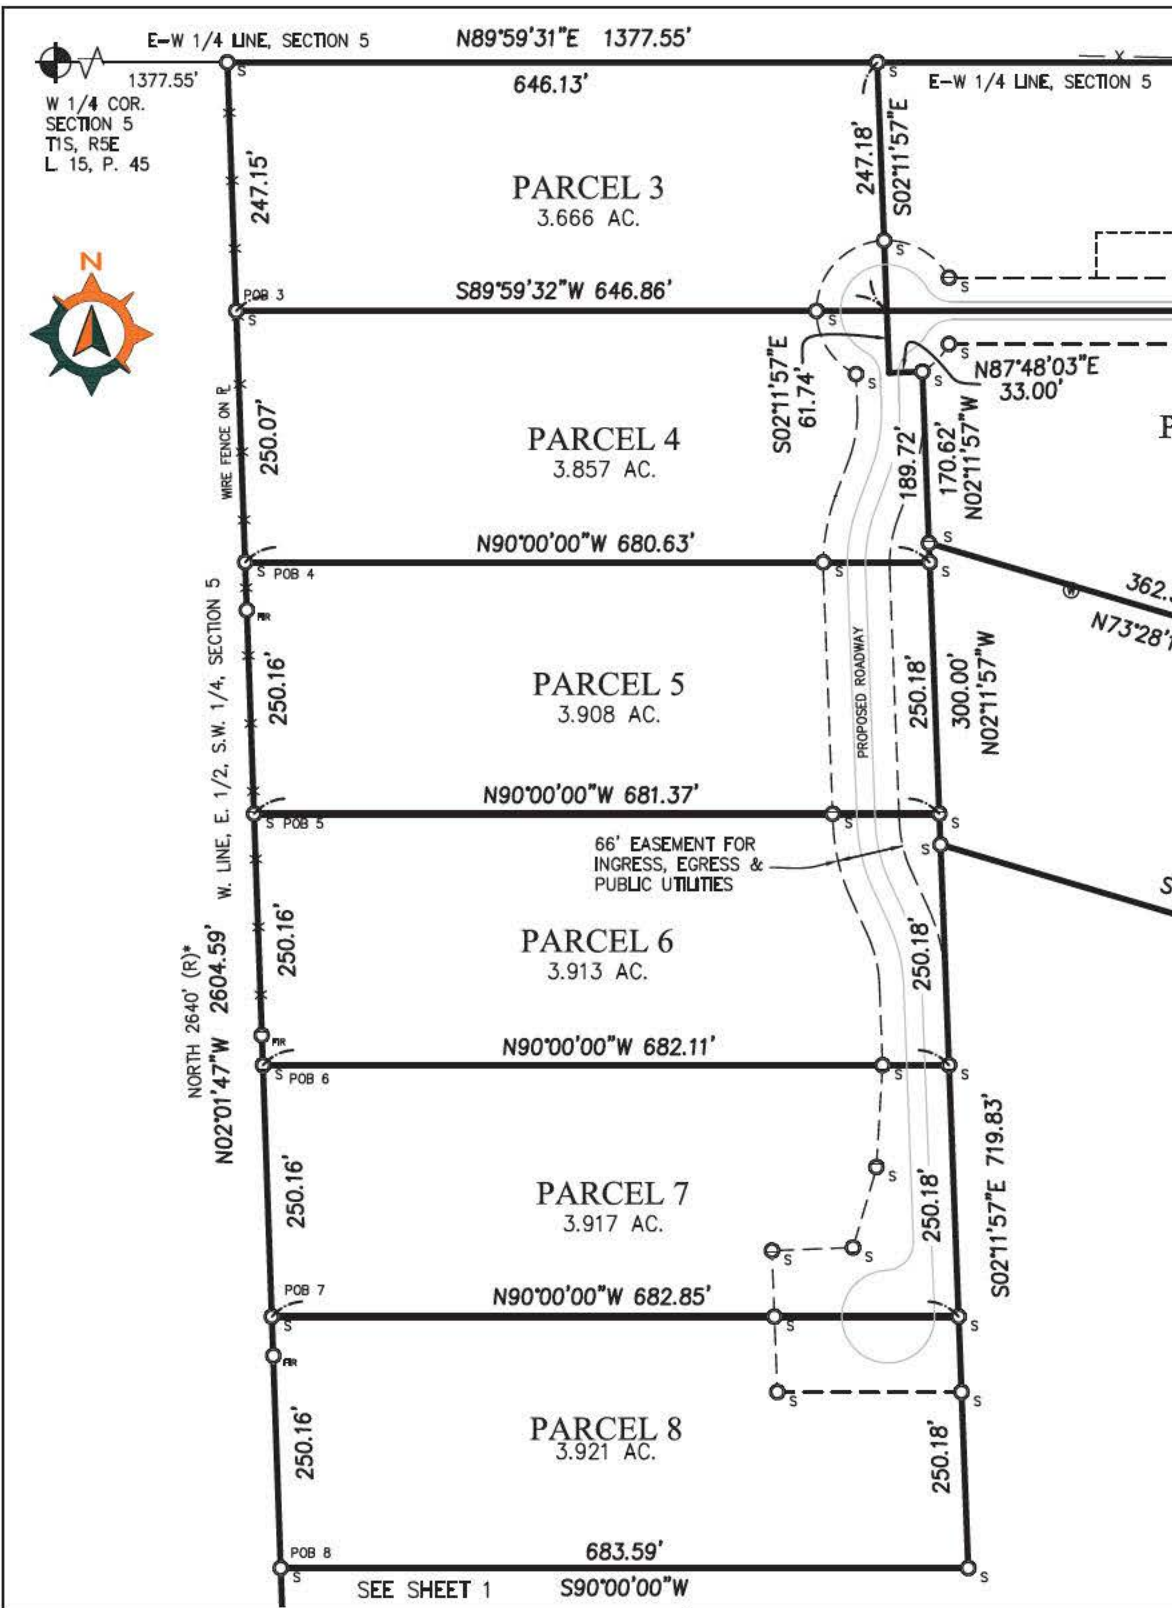 E-W 1/4 LINE, SECTION 5
N89°59'31"E 1377.55'
1377.55'
646.13'
E-W 1/4 LINE, SECTION 5
W 1/4 COR.
SECTION 5
T1S, R5E
L. 15, P. 45
247.15'
PARCEL 3
3.666 AC.
247.18'
S02°11'57"E
N
POB 3
S89°59'32"W 646.86'
S02°11'57"E
61.74'
N87°48'03"E
33.00'
WIRE FENCE ON PL
250.07'
PARCEL 4
3.857 AC.
189.72'
170.62'
N02°11'57"W
P
N90°00'00"W 680.63'
POB 4
FIR
362.
N73°28'1
W. LINE, E. 1/2, S.W. 1/4, SECTION 5
250.16'
PARCEL 5
3.908 AC.
PROPOSED ROADWAY
250.18'
300.00'
N02°11'57"W
N90°00'00"W 681.37'
POB 5
66' EASEMENT FOR
INGRESS, EGRESS &
PUBLIC UTILITIES
S
NORTH 2640' (R)*
N02°01'47"W 2604.59'
250.16'
PARCEL 6
3.913 AC.
250.18'
FIR
N90°00'00"W 682.11'
POB 6
250.16'
PARCEL 7
3.917 AC.
250.18'
S02°11'57"E 719.83'
POB 7
N90°00'00"W 682.85'
FIR
250.16'
PARCEL 8
3.921 AC.
250.18'
POB 8
683.59'
SEE SHEET 1
S90°00'00"W